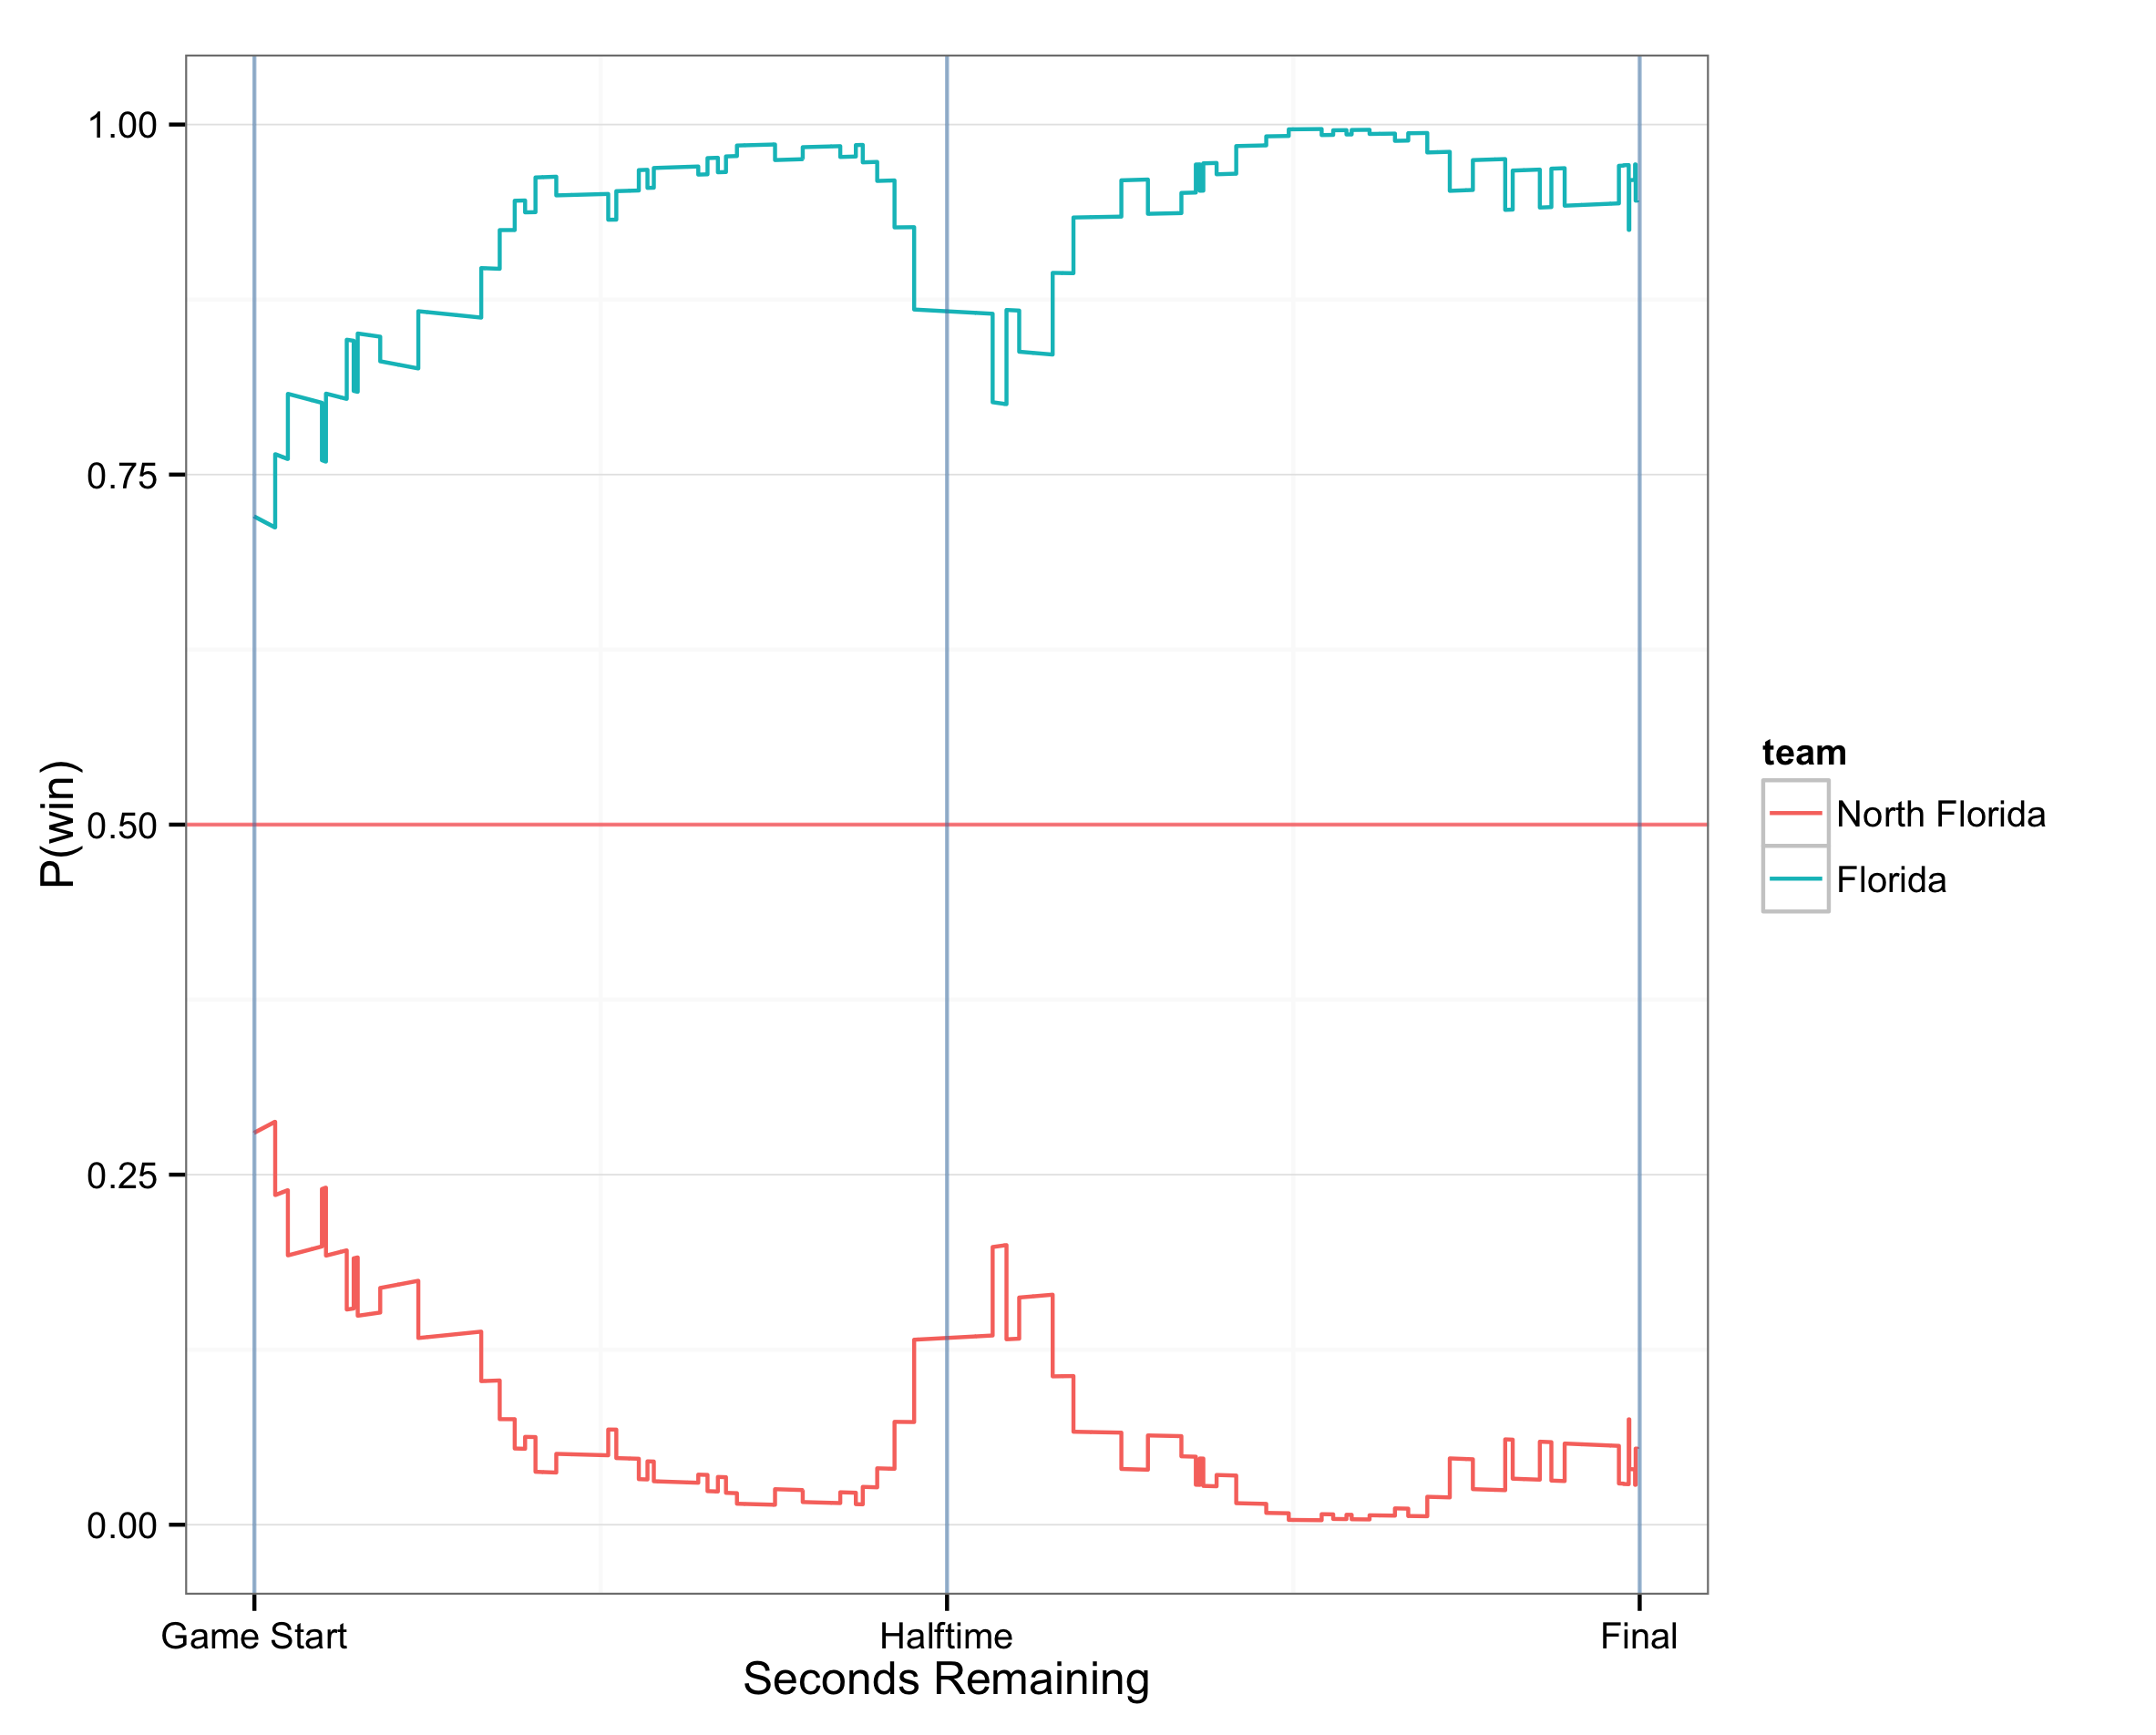 1.00
0.75
0.50
0.25
0.00
P(win)
Game Start
Halftime
Final
Seconds Remaining
team
North Florida
Florida